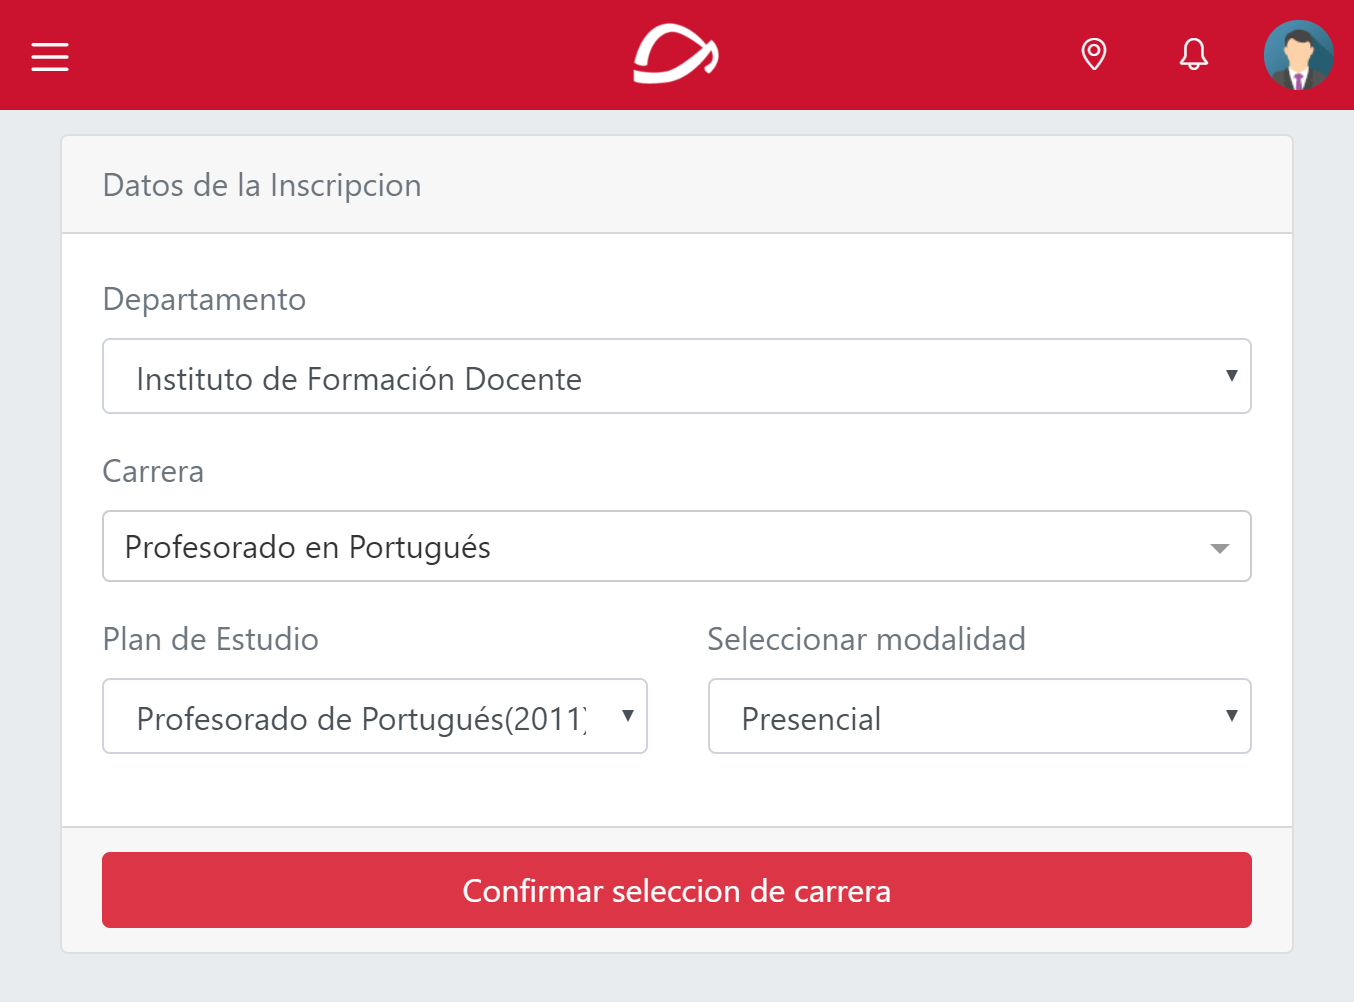 Datos de la Inscripcion
Departamento
Instituto de Formación Docente
Carrera
Profesorado en Portugués
Plan de Estudio
Seleccionar modalidad
Profesorado de Portugués(2011)
Presencial
Confirmar seleccion de carrera